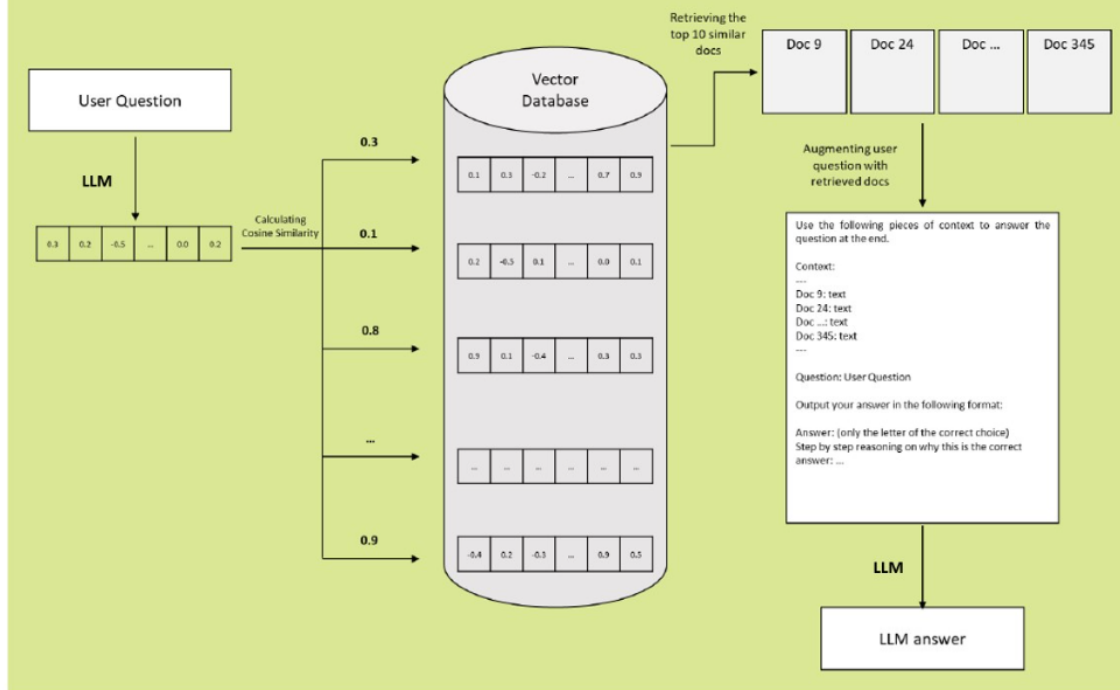 User Question
LLM
0.3 0.2 -0.5 ... 0.0 0.2
Calculating
Cosine Similarity
0.3
0.1
0.8
...
0.9
Vector
Database
0.1 0.3 -0.2 ... 0.7 0.9
0.2 -0.5 0.1 ... 0.0 0.1
0.9 0.1 -0.4 ... 0.3 0.3
... ... ... ... ... ...
-0.4 0.2 -0.3 ... 0.9 0.5
Retrieving the
top 10 similar
docs
Doc 9
Doc 24
Doc ...
Doc 345
Augmenting user
question with
retrieved docs
Use the following pieces of context to answer the
question at the end.
Context:
---
Doc 9: text
Doc 24: text
Doc ...: text
Doc 345: text
---
Question: User Question
Output your answer in the following format:
Answer: (only the letter of the correct choice)
Step by step reasoning on why this is the correct
answer: ...
LLM
LLM answer